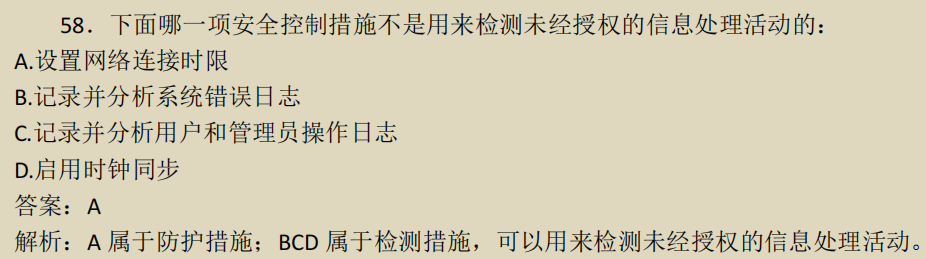 58．下面哪一项安全控制措施不是用来检测未经授权的信息处理活动的：
A.设置网络连接时限
B.记录并分析系统错误日志
C.记录并分析用户和管理员操作日志
D.启用时钟同步
答案：A
解析：A 属于防护措施；BCD 属于检测措施，可以用来检测未经授权的信息处理活动。